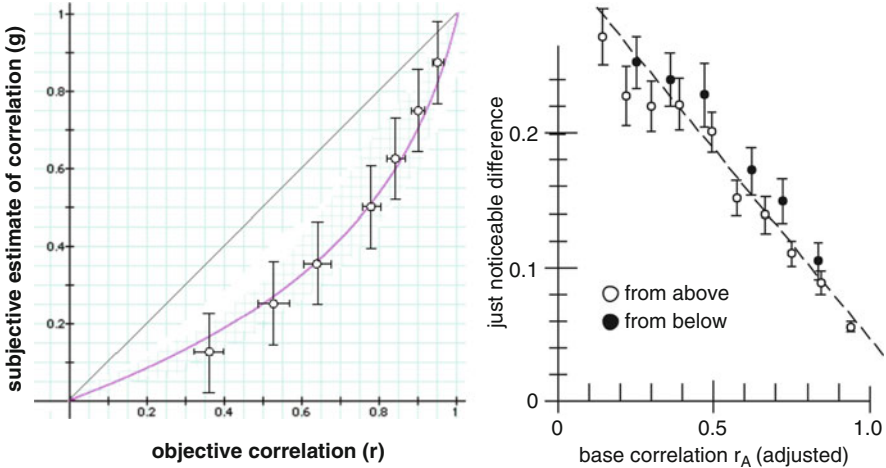 subjective estimate of correlation (g)
1
0.8
0.6
0.4
0.2
0.2
0.4
0.6
0.8
1
objective correlation (r)
just noticeable difference
0.2
0.1
0
from above
from below
0
0.5
1.0
base correlation rA (adjusted)